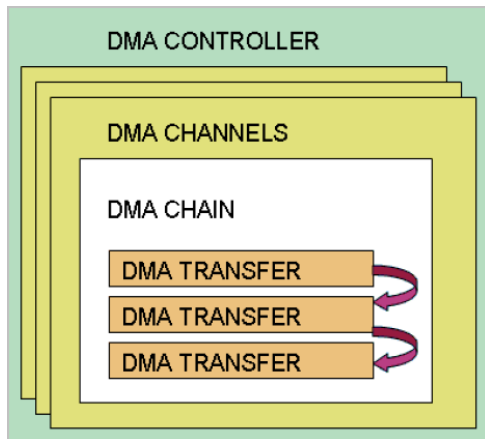 DMA CONTROLLER
DMA CHANNELS
DMA CHAIN
DMA TRANSFER
DMA TRANSFER
DMA TRANSFER